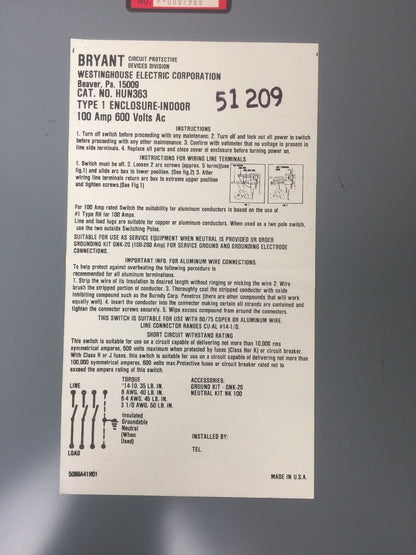 NO.
BRYANT CIRCUIT PROTECTIVE
DEVICES DIVISION
WESTINGHOUSE ELECTRIC CORPORATION
Beaver, Pa. 15009
CAT. NO. HUN363
TYPE 1 ENCLOSURE-INDOOR
100 Amp 600 Volts Ac
51209
INSTRUCTIONS
1. Turn off switch before proceeding with any maintenanc. 2. Turn off and lock out all power to switch
before proceeding with any other maintenance. 3. Confirm with voltmeter that no voltage is present in
line side terminals. 4. Replace all parts and close cover of enclosure before turning power on.
INSTRUCTIONS FOR WIRING LINE TERMINALS
1. Switch must be off. 2. Loosen 2 arc screws (approx. 5 turns)(see
fig.1) and slide arc box to lower position. (See fig.2) 3. After
wiring line terminals return arc box to extreme upper position
and tighten screws.(See Fig.1)
For 100 Amp rated Switch the suitability for aluminum conductors is based on the use of
#1 Type RH for 100 Amps.
Line and load lugs are suitable for copper or aluminum conductors. When used as a two pole switch,
use the two outside Switching Poles.
SUITABLE FOR USE AS SERVICE EQUIPMENT WHEN NEUTRAL IS PROVIDED OR ORDER
GROUNDING KIT GNK-20 (100-200 Amp) FOR SERVICE GROUND AND GROUNDING ELECTRODE
CONNECTIONS.
IMPORTANT INFO. FOR ALUMINUM WIRE CONNECTIONS.
To help protect against overheating the following porcedure is
recommended for all aluminum terminations.
1. Strip the wire of its insulation to desired length without ringing or nicking the wire 2. Wire
brush the stripped portion of conductor. 3. Thoroughly coat the stripped conductor with oxide
inhibiting compound such as the Burndy Corp. Penetrox (there are other compounds that will work
equally well) 4. Insert the conductor into the connector making certain all strands are contained and
tighten the connector screws securely. 5. Wipe excess compound from around the connectors.
THIS SWITCH IS SUITABLE FOR USE WITH 60/75 COPPER OR ALUMINUM WIRE.
LINE CONNECTOR RANGES CU-AL #14-1/0.
SHORT CIRCUIT WITHSTAND RATING
This switch is suitable for use on a circuit capable of delivering not more than 10,000 rms
symmetrical amperes, 600 volts maximum when protected by fuses (Class Hor K) or circuit breaker.
With Class R or J fuses, this switch is suitable for use on a circuit capable of delivering not more than
100,000 symmetrical amperes, 600 volts max.Protective fuses or circuit breaker rated not to
exceed the ampere rating of this switch.
LINE
TORQUE
*14-10. 35 LB. IN.
8 AWG. 40 LB. IN.
6-4 AWG. 45 LB. IN.
3 1/0 AWG. 50 LB. IN.
ACCESSORIES:
GROUND KIT - GNK-20
NEUTRAL KIT NK 100
Insulated
Groundable
Neutral
(When
Used)
LOAD
INSTALLED BY:
TEL.
5080A41H01
MADE IN U.S.A.